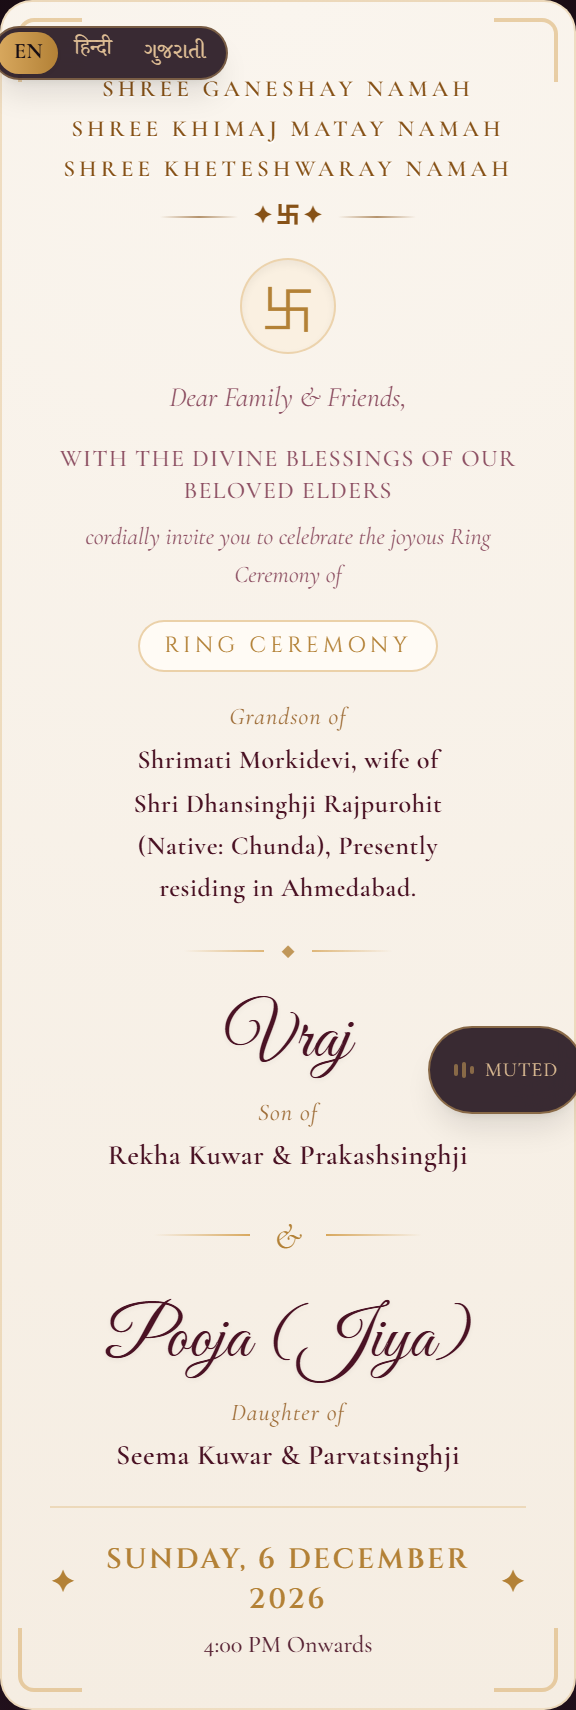 EN हिन्दी ગુજરાતી
SHREE GANESHAY NAMAH
SHREE KHIMAJ MATAY NAMAH
SHREE KHETESHWARAY NAMAH
✦卐✦
卐
Dear Family & Friends,
WITH THE DIVINE BLESSINGS OF OUR
BELOVED ELDERS
cordially invite you to celebrate the joyous Ring
Ceremony of
RING CEREMONY
Grandson of
Shrimati Morkidevi, wife of
Shri Dhansinghji Rajpurohit
(Native: Chunda), Presently
residing in Ahmedabad.
Vraj
MUTED
Son of
Rekha Kuwar & Prakashsinghji
&
Pooja (Jiya)
Daughter of
Seema Kuwar & Parvatsinghji
SUNDAY, 6 DECEMBER
2026
4:00 PM Onwards